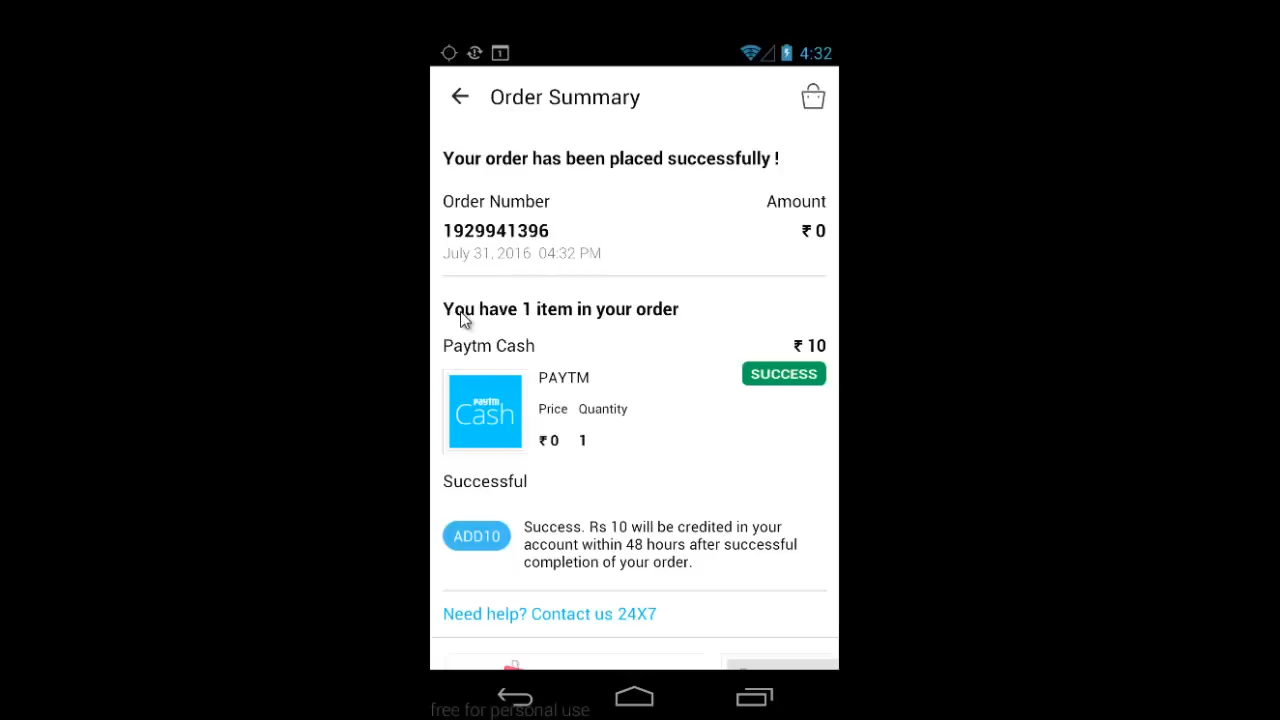 4:32
Order Summary
Your order has been placed successfully !
Order Number Amount
1929941396 ₹ 0
July 31, 2016 04:32 PM
You have 1 item in your order
Paytm Cash ₹ 10
PAYTM SUCCESS
Paytm
Cash
Price Quantity
₹ 0 1
Successful
ADD10
Success. Rs 10 will be credited in your
account within 48 hours after successful
completion of your order.
Need help? Contact us 24X7
free for personal use